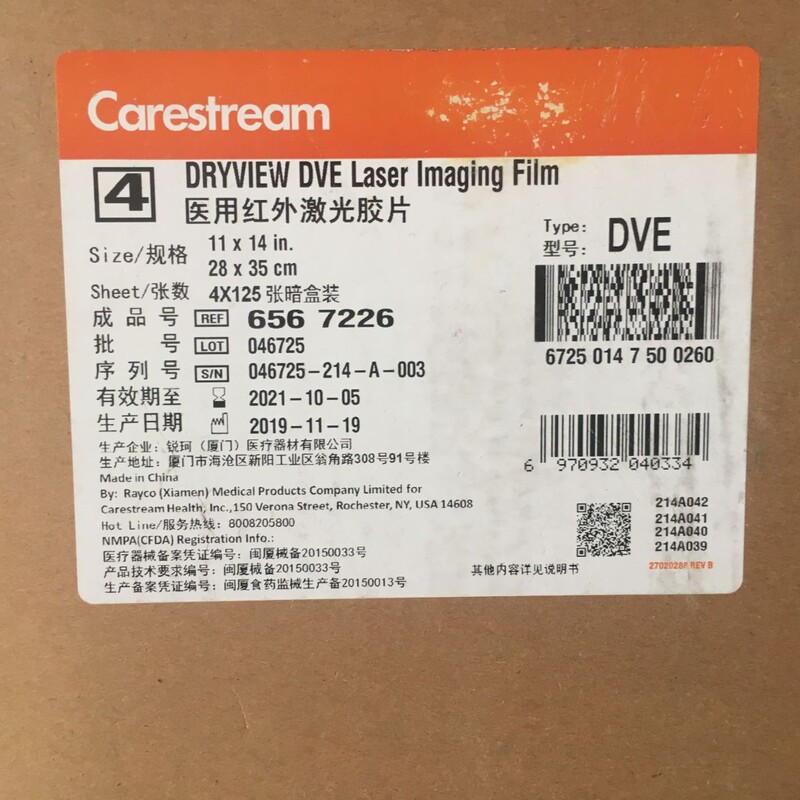 Carestream
4
DRYVIEW DVE Laser Imaging Film
医用红外激光胶片
Size/规格 11 x 14 in.
28 x 35 cm
Type:
型号: DVE
Sheet/张数 4X125 张暗盒装
成品号 REF 656 7226
批 号 LOT 046725
序列号 S/N 046725-214-A-003
有效期至 2021-10-05
生产日期 2019-11-19
6725 014 7 50 0260
生产企业: 锐珂 (厦门) 医疗器材有限公司
生产地址: 厦门市海沧区新阳工业区翁角路308号91号楼
Made in China
By: Rayco (Xiamen) Medical Products Company Limited for
Carestream Health, Inc.,150 Verona Street, Rochester, NY, USA 14608
Hot Line/服务热线: 8008205800
NMPA(CFDA) Registration Info.:
医疗器械备案凭证编号: 闽厦械备20150033号
产品技术要求编号: 闽厦械备20150033号
生产备案凭证编号: 闽厦食药监械生产备20150013号
6 970932 040334
214A042
214A041
214A040
214A039
其他内容详见说明书
27020288 REV B